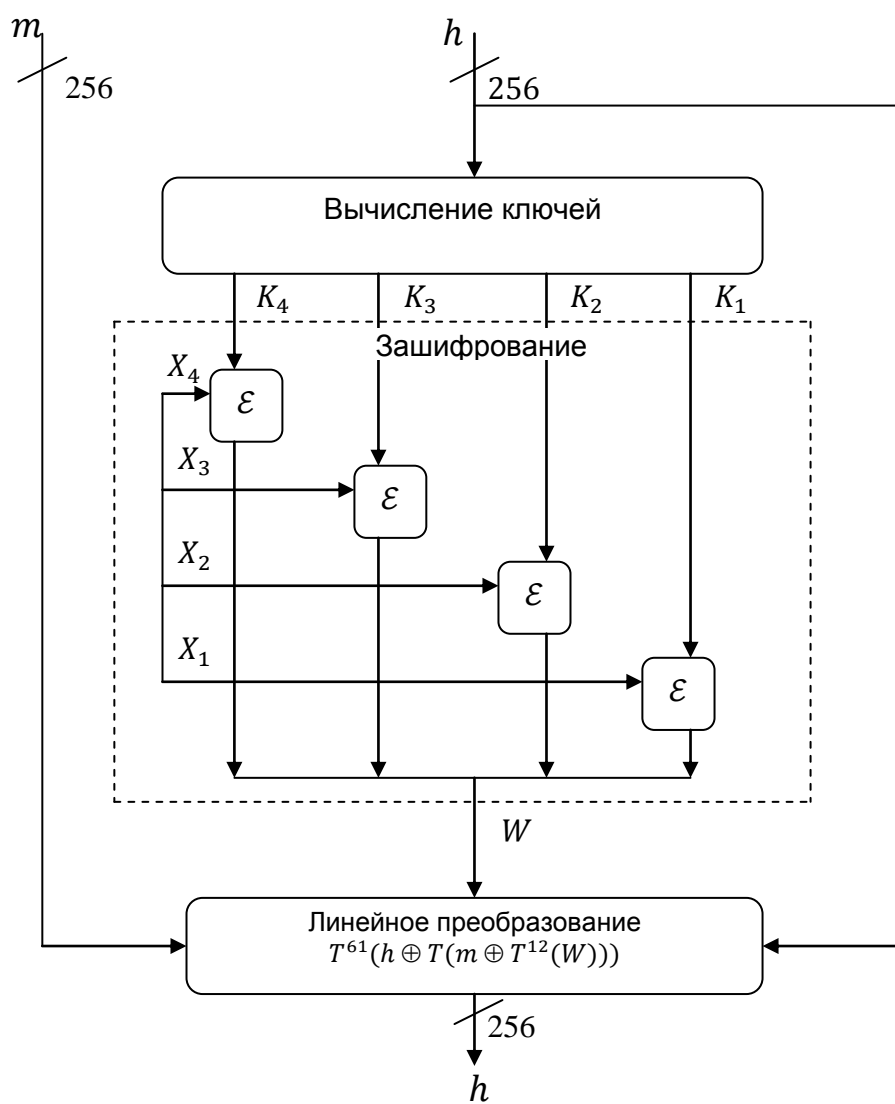 m
h
256
256
Вычисление ключей
K₄
K₃
K₂
K₁
Зашифрование
X₄
ℰ
X₃
ℰ
X₂
ℰ
X₁
ℰ
W
Линейное преобразование
T⁶¹(h ⊕ T(m ⊕ T¹²(W)))
256
h